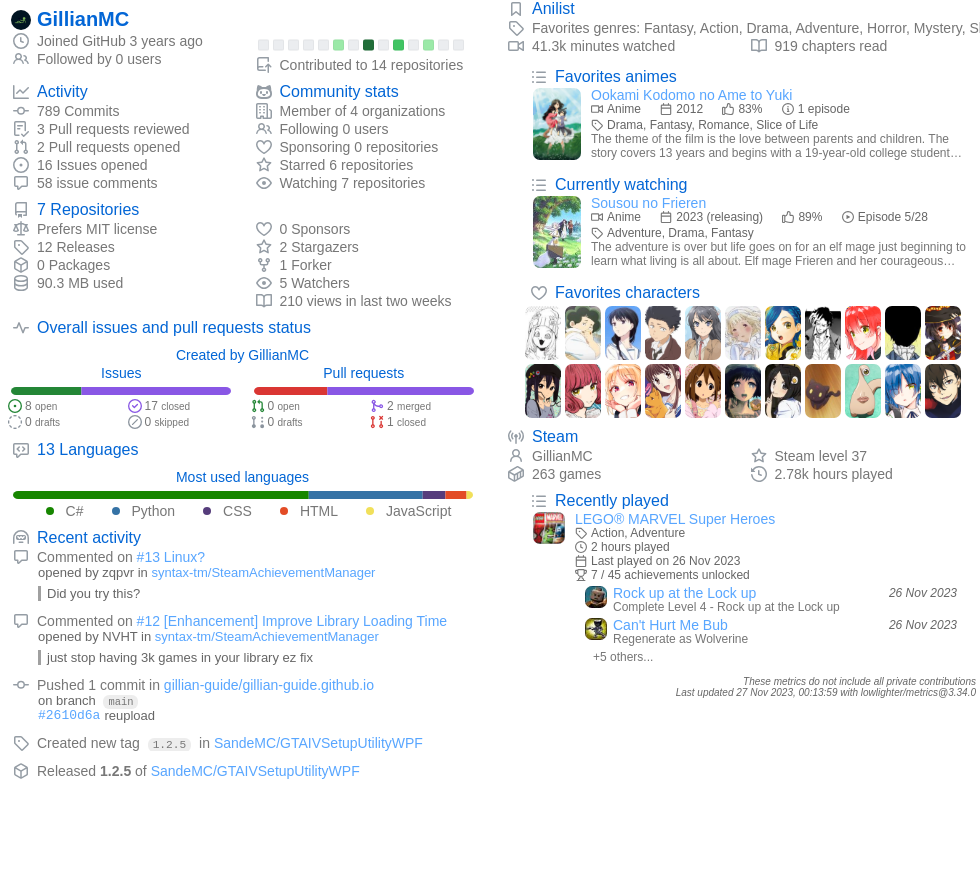 GillianMC
Joined GitHub 3 years ago
Followed by 0 users
Contributed to 14 repositories
Activity
789 Commits
3 Pull requests reviewed
2 Pull requests opened
16 Issues opened
58 issue comments
Community stats
Member of 4 organizations
Following 0 users
Sponsoring 0 repositories
Starred 6 repositories
Watching 7 repositories
7 Repositories
Prefers MIT license
12 Releases
0 Packages
90.3 MB used
0 Sponsors
2 Stargazers
1 Forker
5 Watchers
210 views in last two weeks
Overall issues and pull requests status
Created by GillianMC
Issues
8 open
17 closed
0 drafts
0 skipped
Pull requests
0 open
2 merged
0 drafts
1 closed
13 Languages
Most used languages
C#
Python
CSS
HTML
JavaScript
Recent activity
Commented on #13 Linux?
opened by zqpvr in syntax-tm/SteamAchievementManager
Did you try this?
Commented on #12 [Enhancement] Improve Library Loading Time
opened by NVHT in syntax-tm/SteamAchievementManager
just stop having 3k games in your library ez fix
Pushed 1 commit in gillian-guide/gillian-guide.github.io
on branch main
#2610d6a reupload
Created new tag 1.2.5 in SandeMC/GTAIVSetupUtilityWPF
Released 1.2.5 of SandeMC/GTAIVSetupUtilityWPF
Anilist
Favorites genres: Fantasy, Action, Drama, Adventure, Horror, Mystery,
41.3k minutes watched
919 chapters read
Favorites animes
Ookami Kodomo no Ame to Yuki
Anime
2012
83%
1 episode
Drama, Fantasy, Romance, Slice of Life
The theme of the film is the love between parents and children. The
story covers 13 years and begins with a 19-year-old college student…
Currently watching
Sousou no Frieren
Anime
2023 (releasing)
89%
Episode 5/28
Adventure, Drama, Fantasy
The adventure is over but life goes on for an elf mage just beginning to
learn what living is all about. Elf mage Frieren and her courageous…
Favorites characters
Steam
GillianMC
Steam level 37
263 games
2.78k hours played
Recently played
LEGO® MARVEL Super Heroes
Action, Adventure
2 hours played
Last played on 26 Nov 2023
7 / 45 achievements unlocked
Rock up at the Lock up
26 Nov 2023
Complete Level 4 - Rock up at the Lock up
Can't Hurt Me Bub
26 Nov 2023
Regenerate as Wolverine
+5 others...
These metrics do not include all private contributions
Last updated 27 Nov 2023, 00:13:59 with lowlighter/metrics@3.34.0